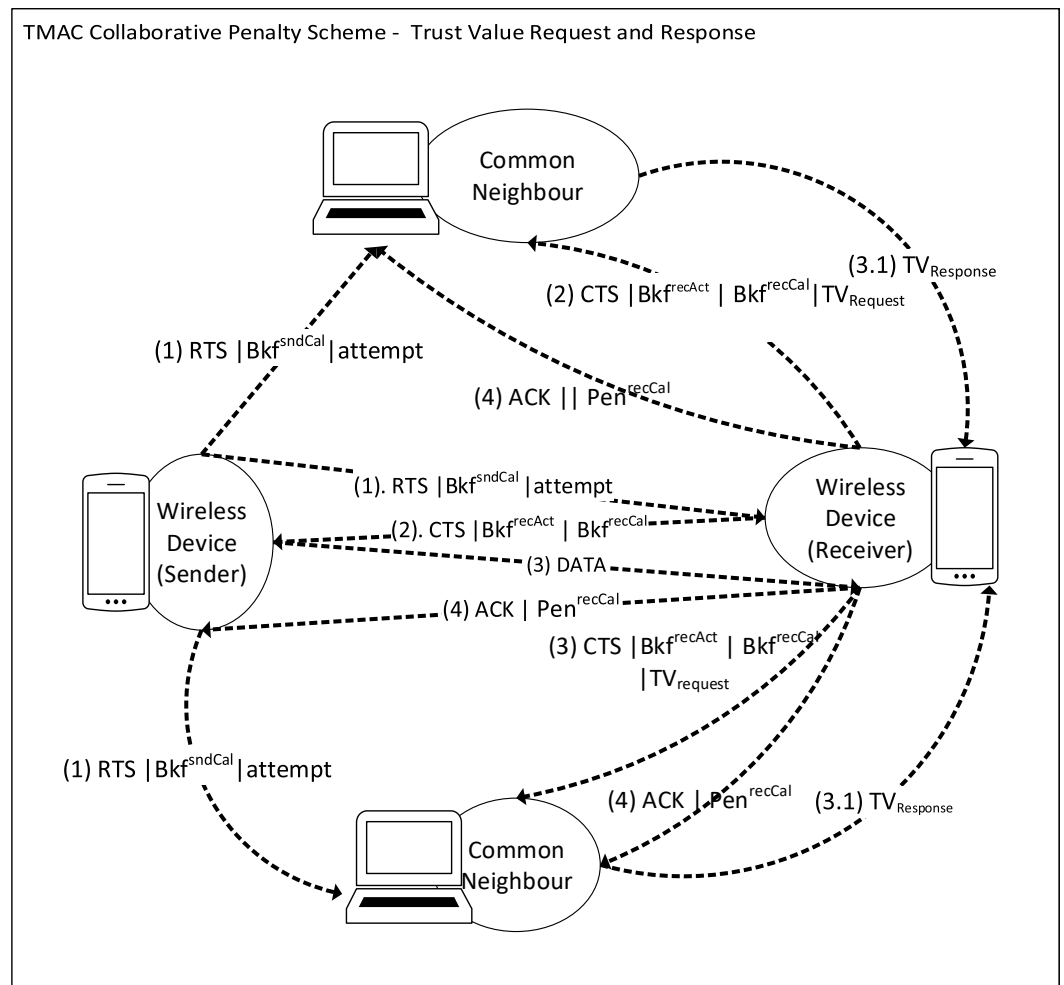 TMAC Collaborative Penalty Scheme - Trust Value Request and Response
Common
Neighbour
(3.1) TVResponse
(2) CTS |BkfrecAct | BkfrecCal|TVRequest
(1) RTS |BkfsndCal|attempt
(4) ACK || PenrecCal
(1). RTS |BkfsndCal|attempt
Wireless
Device
(Sender)
Wireless
Device
(Receiver)
(2). CTS |BkfrecAct | BkfrecCal
(3) DATA
(4) ACK | PenrecCal
(3) CTS |BkfrecAct | BkfrecCal
|TVrequest
(1) RTS |BkfsndCal|attempt
(4) ACK | PenrecCal
(3.1) TVResponse
Common
Neighbour